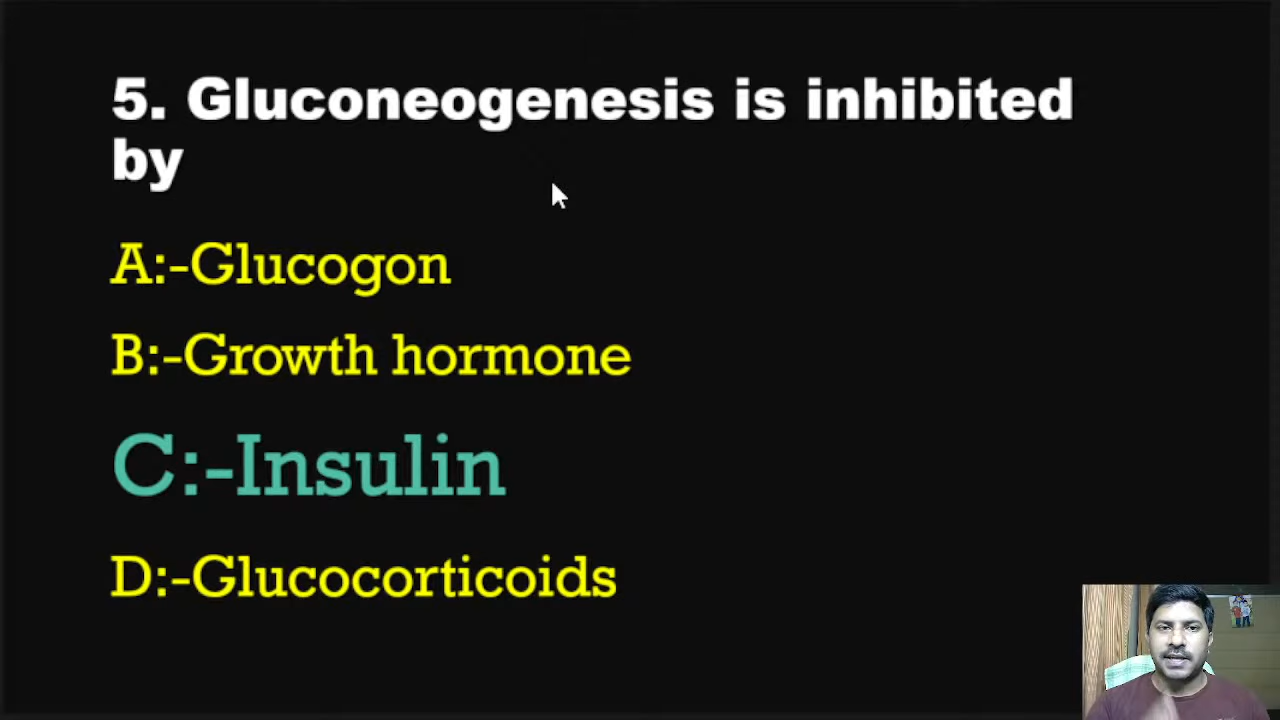 5. Gluconeogenesis is inhibited
by
A:-Glucogon
B:-Growth hormone
C:-Insulin
D:-Glucocorticoids